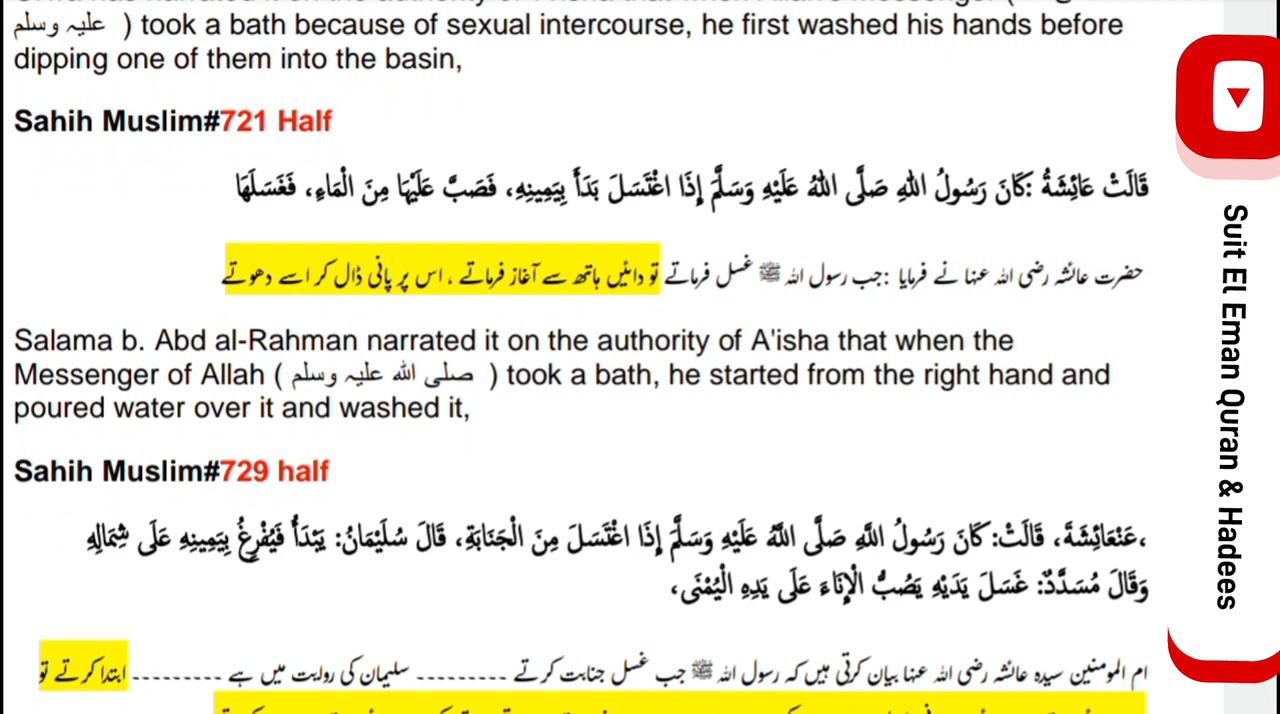 علیہ وسلم ) took a bath because of sexual intercourse, he first washed his hands before
dipping one of them into the basin,
Sahih Muslim#721 Half
قَالَتْ عَائِشَةُ :كَانَ رَسُولُ اللهِ صَلَّى اللهُ عَلَيْهِ وَسَلَّمَ إِذَا اغْتَسَلَ بَدَأَ بِيَمِينِهِ، فَصَبَّ عَلَيْهَا مِنَ الْمَاءِ، فَغَسَلَهَا
حضرت عائشہ رضی اللہ عنہا نے فرمایا :جب رسول اللہ ﷺ غسل فرماتے تو دائیں ہاتھ سے آغاز فرماتے ، اس پر پانی ڈال کر اسے دھوتے
Salama b. Abd al-Rahman narrated it on the authority of A'isha that when the
Messenger of Allah ( صلی اللہ علیہ وسلم ) took a bath, he started from the right hand and
poured water over it and washed it,
Sahih Muslim#729 half
،عَنْعَائِشَةَ، قَالَتْ: كَانَ رَسُولُ اللَّهِ صَلَّى اللَّهُ عَلَيْهِ وَسَلَّمَ إِذَا اغْتَسَلَ مِنَ الْجَنَابَةِ، قَالَ سُلَيْمَانُ: يَبْدَأُ فَيُفْرِغُ بِيَمِينِهِ عَلَى شِمَالِهِ
وَقَالَ مُسَدَّدٌ: غَسَلَ يَدَيْهِ يَصُبُّ الْإِنَاءَ عَلَى يَدِهِ الْيُمْنَى،
ام المومنین سیدہ عائشہ رضی اللہ عنہا بیان کرتی ہیں کہ رسول اللہ ﷺ جب غسل جنابت کرتے --------- سلیمان کی روایت میں ہے --------- ابتدا کرتے تو
Suit El Eman Quran & Hadees